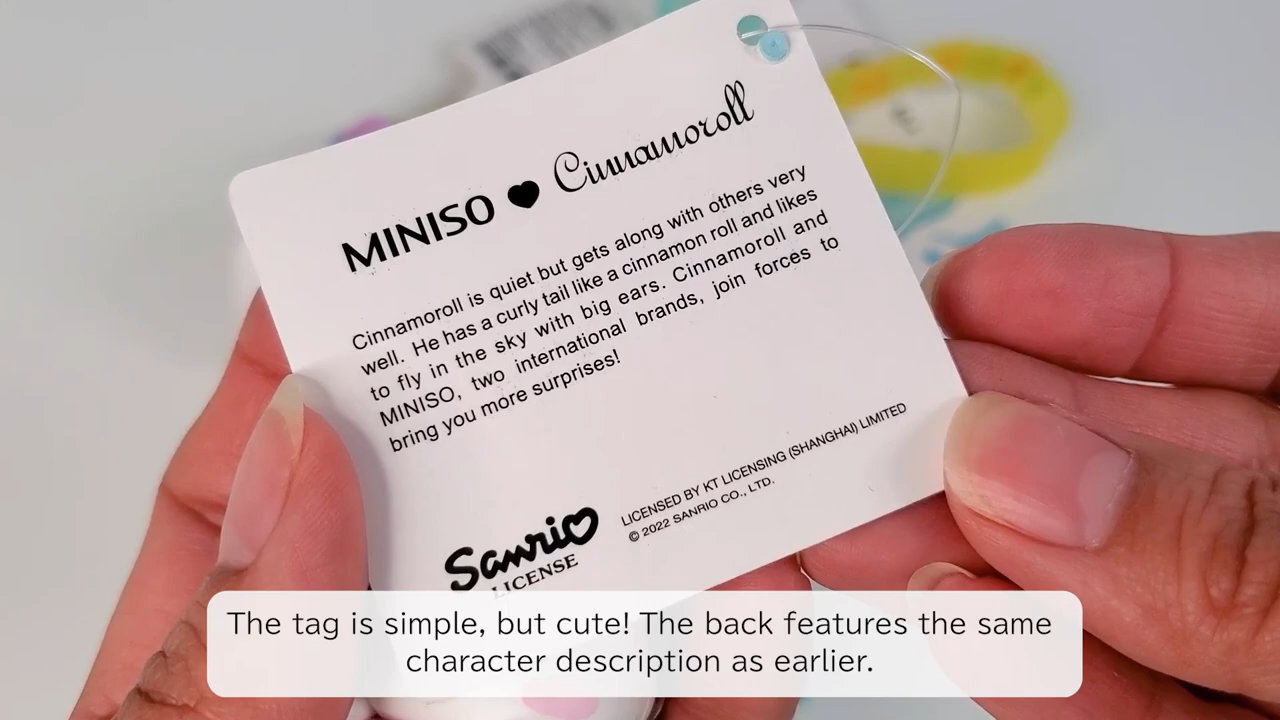 MINISO ♥ Cinnamoroll
Cinnamoroll is quiet but gets along with others very
well. He has a curly tail like a cinnamon roll and likes
to fly in the sky with big ears. Cinnamoroll and
MINISO, two international brands, join forces to
bring you more surprises!
LICENSED BY KT LICENSING (SHANGHAI) LIMITED
© 2022 SANRIO CO., LTD.
Sanrio
LICENSE
The tag is simple, but cute! The back features the same
character description as earlier.